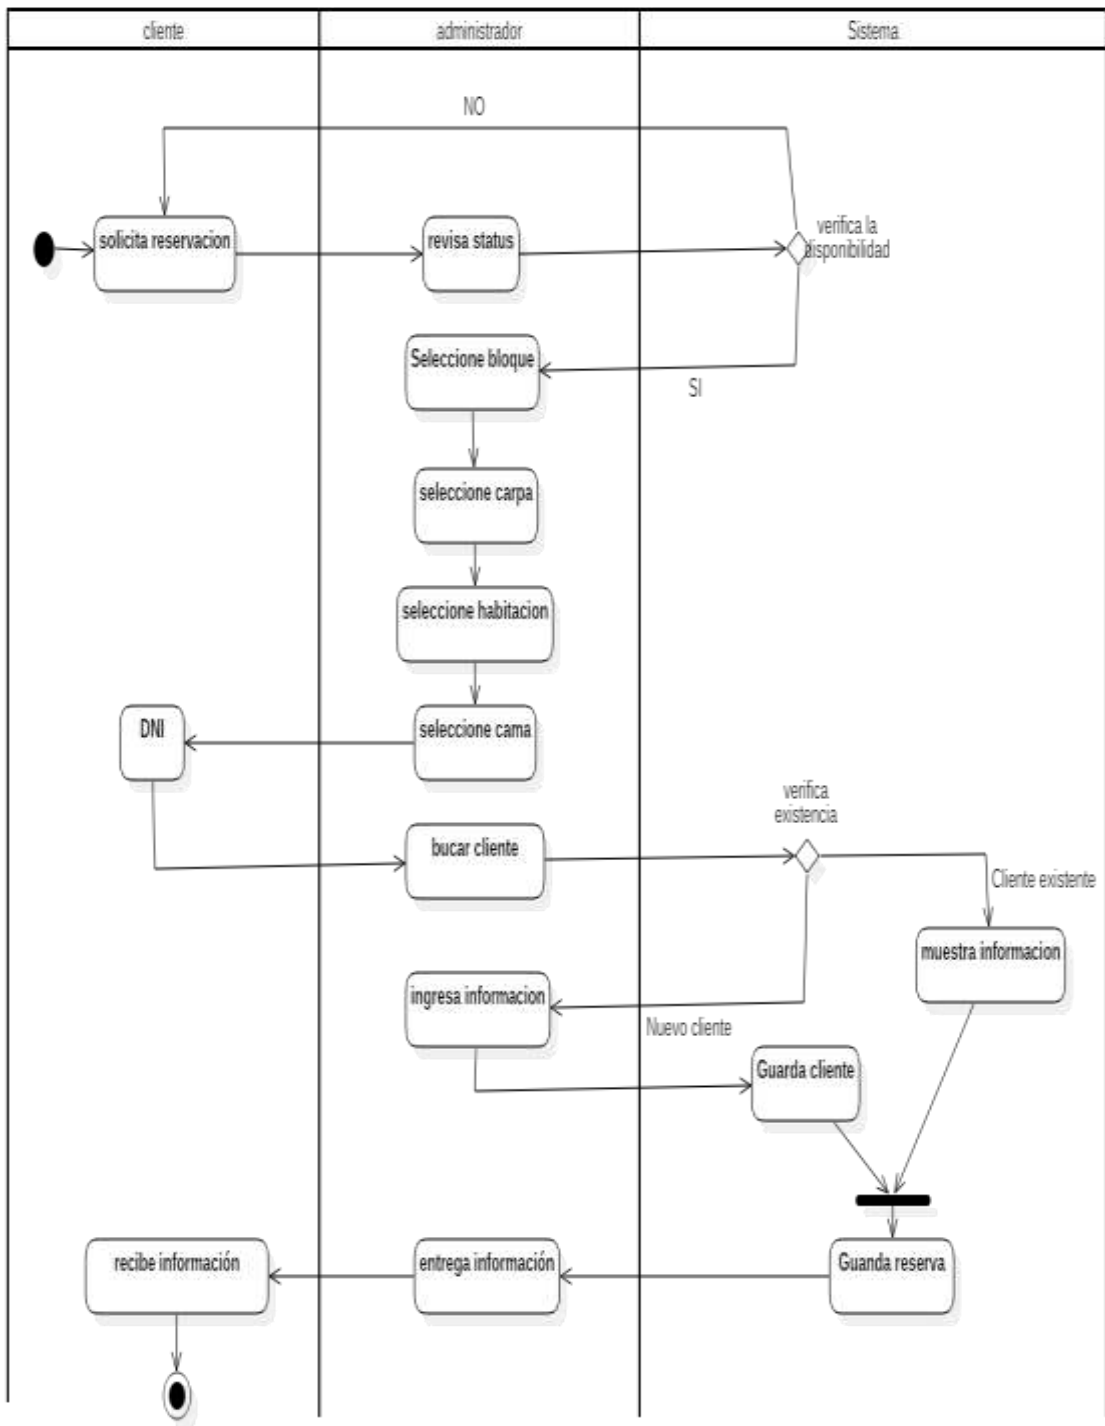 cliente
administrador
Sistema
NO
solicita reservacion
revisa status
verifica la
disponibilidad
Seleccione bloque
SI
seleccione carpa
seleccione habitacion
DNI
seleccione cama
verifica
existencia
bucar cliente
Cliente existente
muestra informacion
ingresa informacion
Nuevo cliente
Guarda cliente
recibe información
entrega información
Guanda reserva